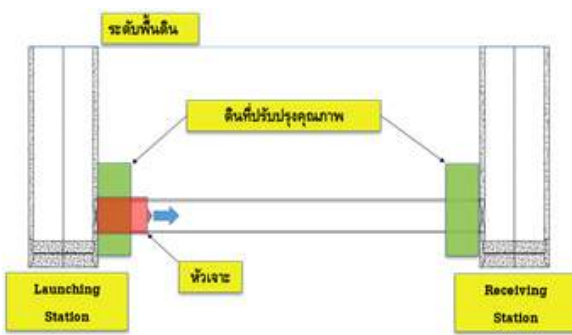 ระดับพื้นดิน
ดินที่ปรับปรุงคุณภาพ
หัวเจาะ
Launching
Station
Receiving
Station